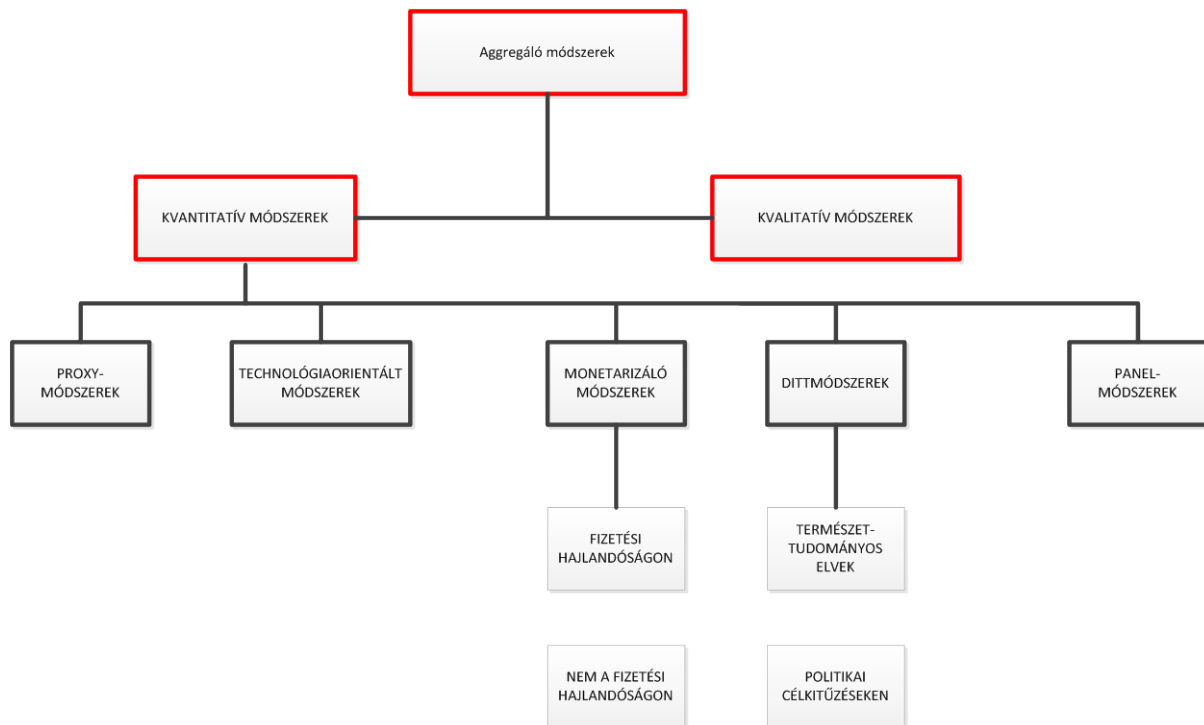 Aggregáló módszerek
KVANTITATÍV MÓDSZEREK
KVALITATÍV MÓDSZEREK
PROXY-
MÓDSZEREK
TECHNOLÓGIAORIENTÁLT
MÓDSZEREK
MONETARIZÁLÓ
MÓDSZEREK
DITTMÓDSZEREK
PANEL-
MÓDSZEREK
FIZETÉSI
HAJLANDÓSÁGON
TERMÉSZET-
TUDOMÁNYOS
ELVEK
NEM A FIZETÉSI
HAJLANDÓSÁGON
POLITIKAI
CÉLKITŰZÉSEKEN